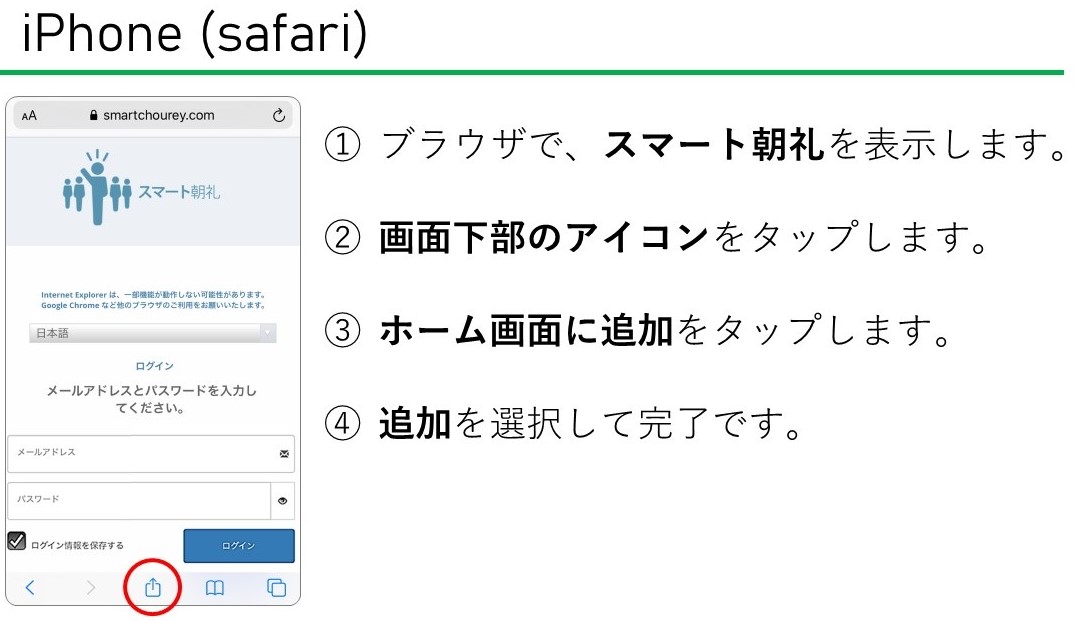 iPhone (safari)
AA smartchourey.com
スマート朝礼
Internet Explorer は、一部機能が動作しない可能性があります。
Google Chrome など他のブラウザのご利用をお願いいたします。
日本語
ログイン
メールアドレスとパスワードを入力し
てください。
メールアドレス
パスワード
ログイン情報を保存する
ログイン
① ブラウザで、スマート朝礼を表示します。
② 画面下部のアイコンをタップします。
③ ホーム画面に追加をタップします。
④ 追加を選択して完了です。